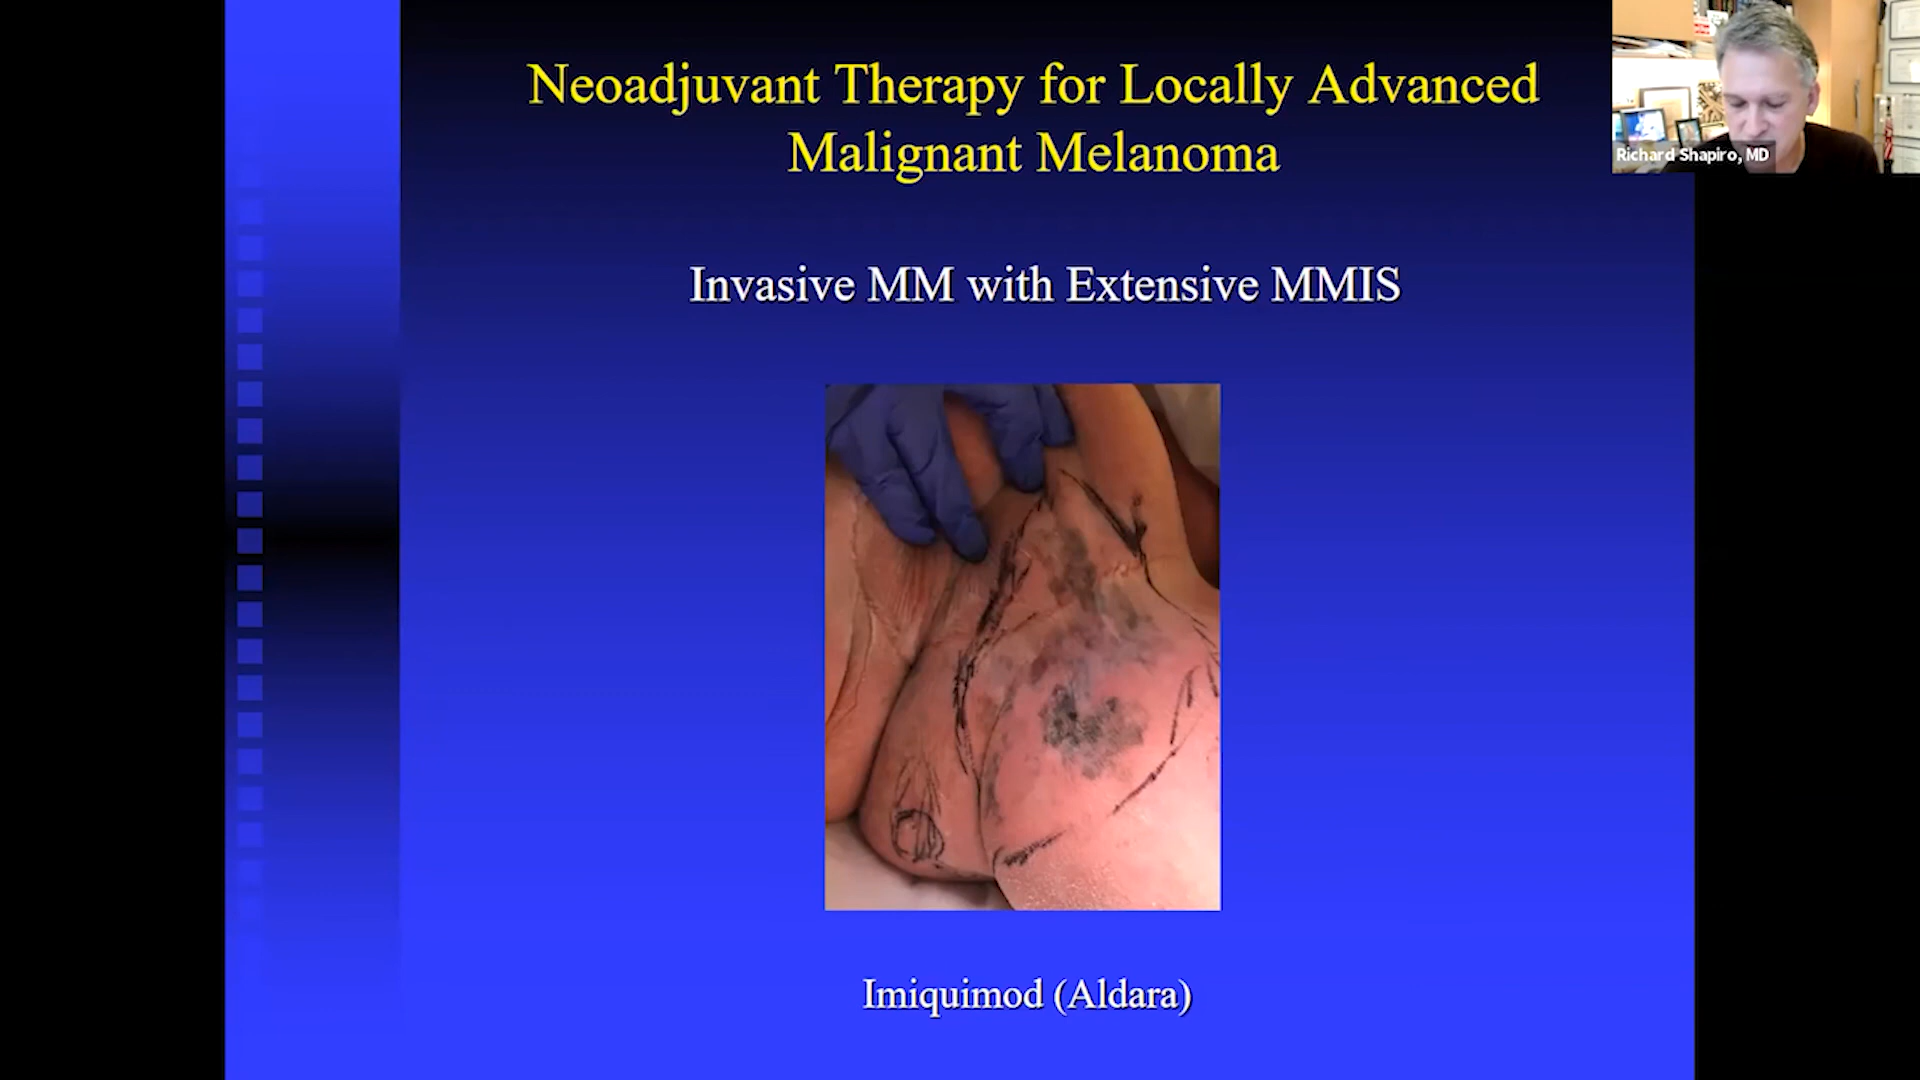 Neoadjuvant Therapy for Locally Advanced
Malignant Melanoma
Richard Shapiro, MD
Invasive MM with Extensive MMIS
Imiquimod (Aldara)